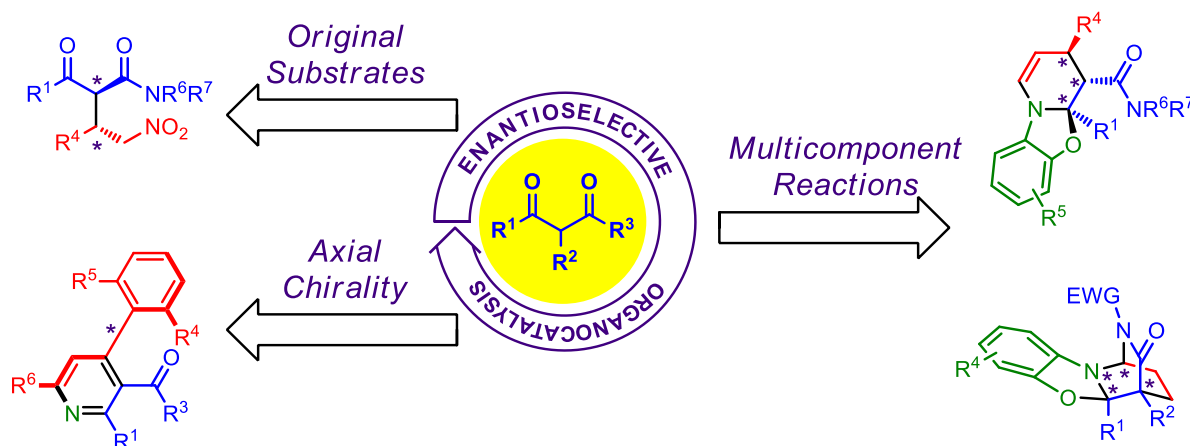 Original
Substrates
O O
R¹ * NR⁶R⁷
R⁴ * NO₂
ENANTIOSELECTIVE
ORGANOCATALYSIS
O O
R¹ R³
R²
Multicomponent
Reactions
R⁴
* * O
N * NR⁶R⁷
R¹
O
R⁵
Axial
Chirality
R⁵
* R⁴
O
R⁶ R³
N
R¹
EWG
N O
R⁴ N * *
O * 
R¹ R²